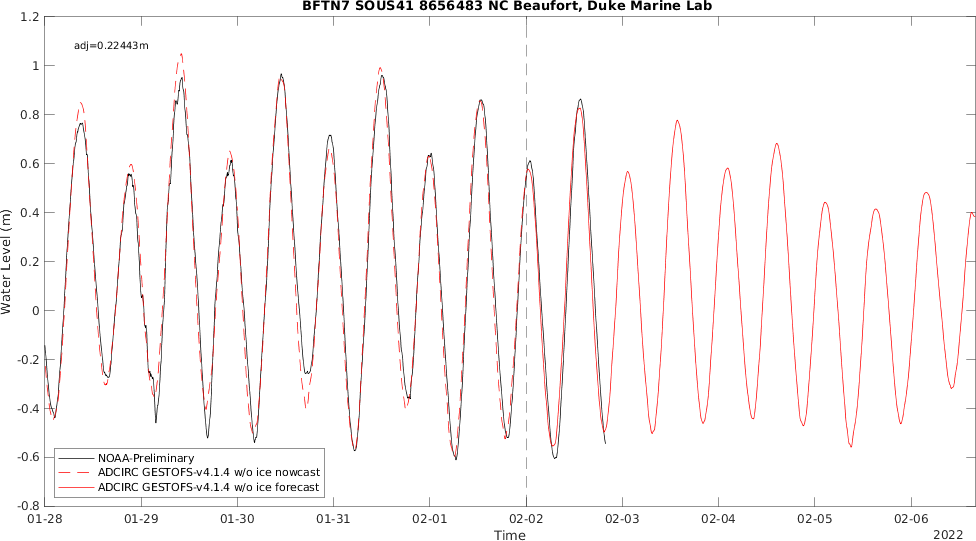 BFTN7 SOUS41 8656483 NC Beaufort, Duke Marine Lab
adj=0.22443m
Water Level (m)
1.2
1
0.8
0.6
0.4
0.2
0
-0.2
-0.4
-0.6
-0.8
NOAA-Preliminary
ADCIRC GESTOFS-v4.1.4 w/o ice nowcast
ADCIRC GESTOFS-v4.1.4 w/o ice forecast
01-28 01-29 01-30 01-31 02-01 02-02 02-03 02-04 02-05 02-06
Time
2022